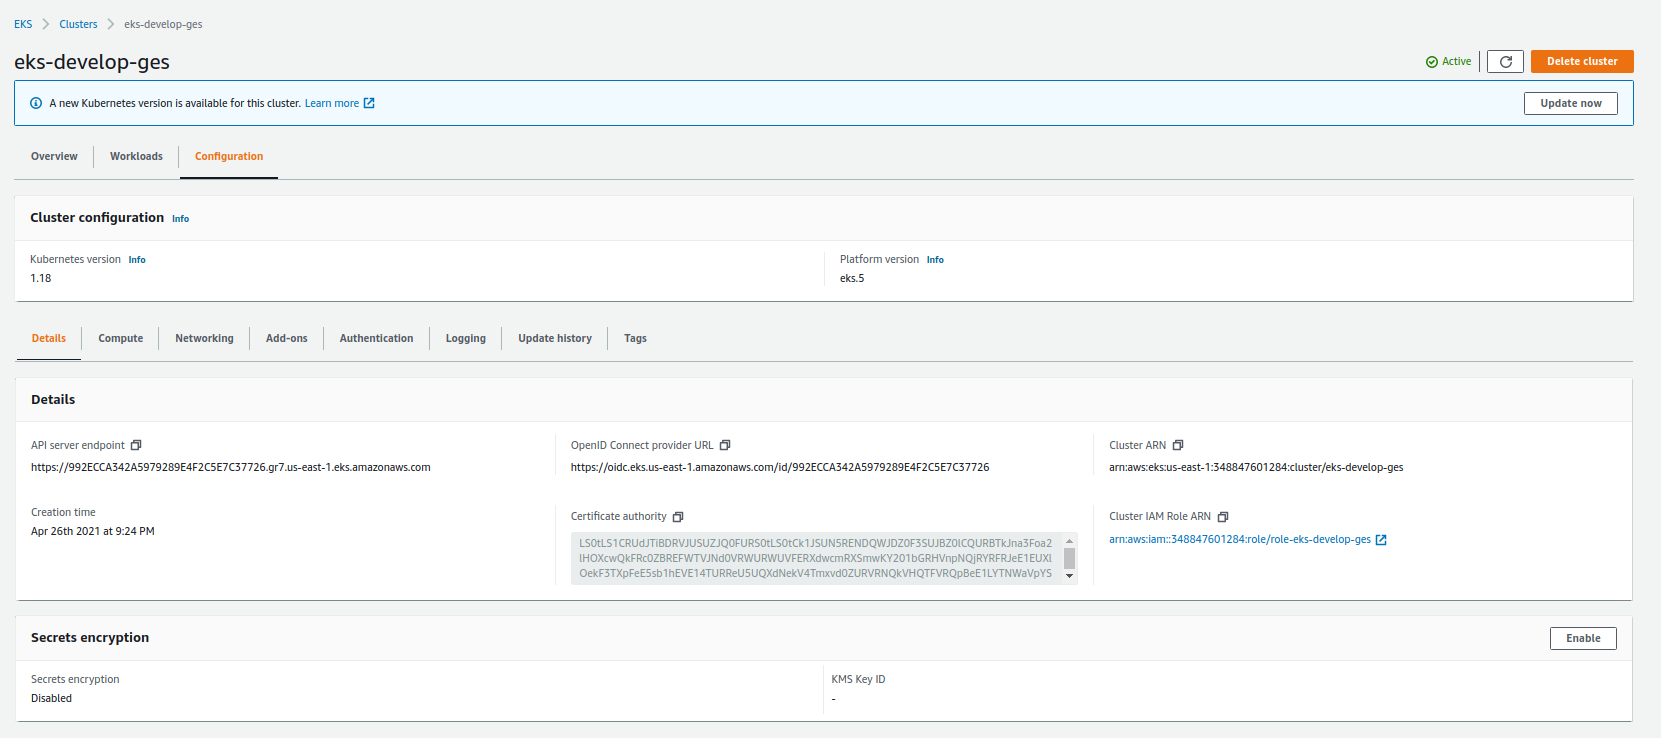 EKS > Clusters > eks-develop-ges
eks-develop-ges
Active
Delete cluster
A new Kubernetes version is available for this cluster. Learn more
Update now
Overview
Workloads
Configuration
Cluster configuration Info
Kubernetes version Info
1.18
Platform version Info
eks.5
Details
Compute
Networking
Add-ons
Authentication
Logging
Update history
Tags
Details
API server endpoint
https://992ECCA342A5979289E4F2C5E7C37726.gr7.us-east-1.eks.amazonaws.com
OpenID Connect provider URL
https://oidc.eks.us-east-1.amazonaws.com/id/992ECCA342A5979289E4F2C5E7C37726
Cluster ARN
arn:aws:eks:us-east-1:348847601284:cluster/eks-develop-ges
Creation time
Apr 26th 2021 at 9:24 PM
Certificate authority
Cluster IAM Role ARN
arn:aws:iam::348847601284:role/role-eks-develop-ges
Secrets encryption
Enable
Secrets encryption
Disabled
KMS Key ID
-